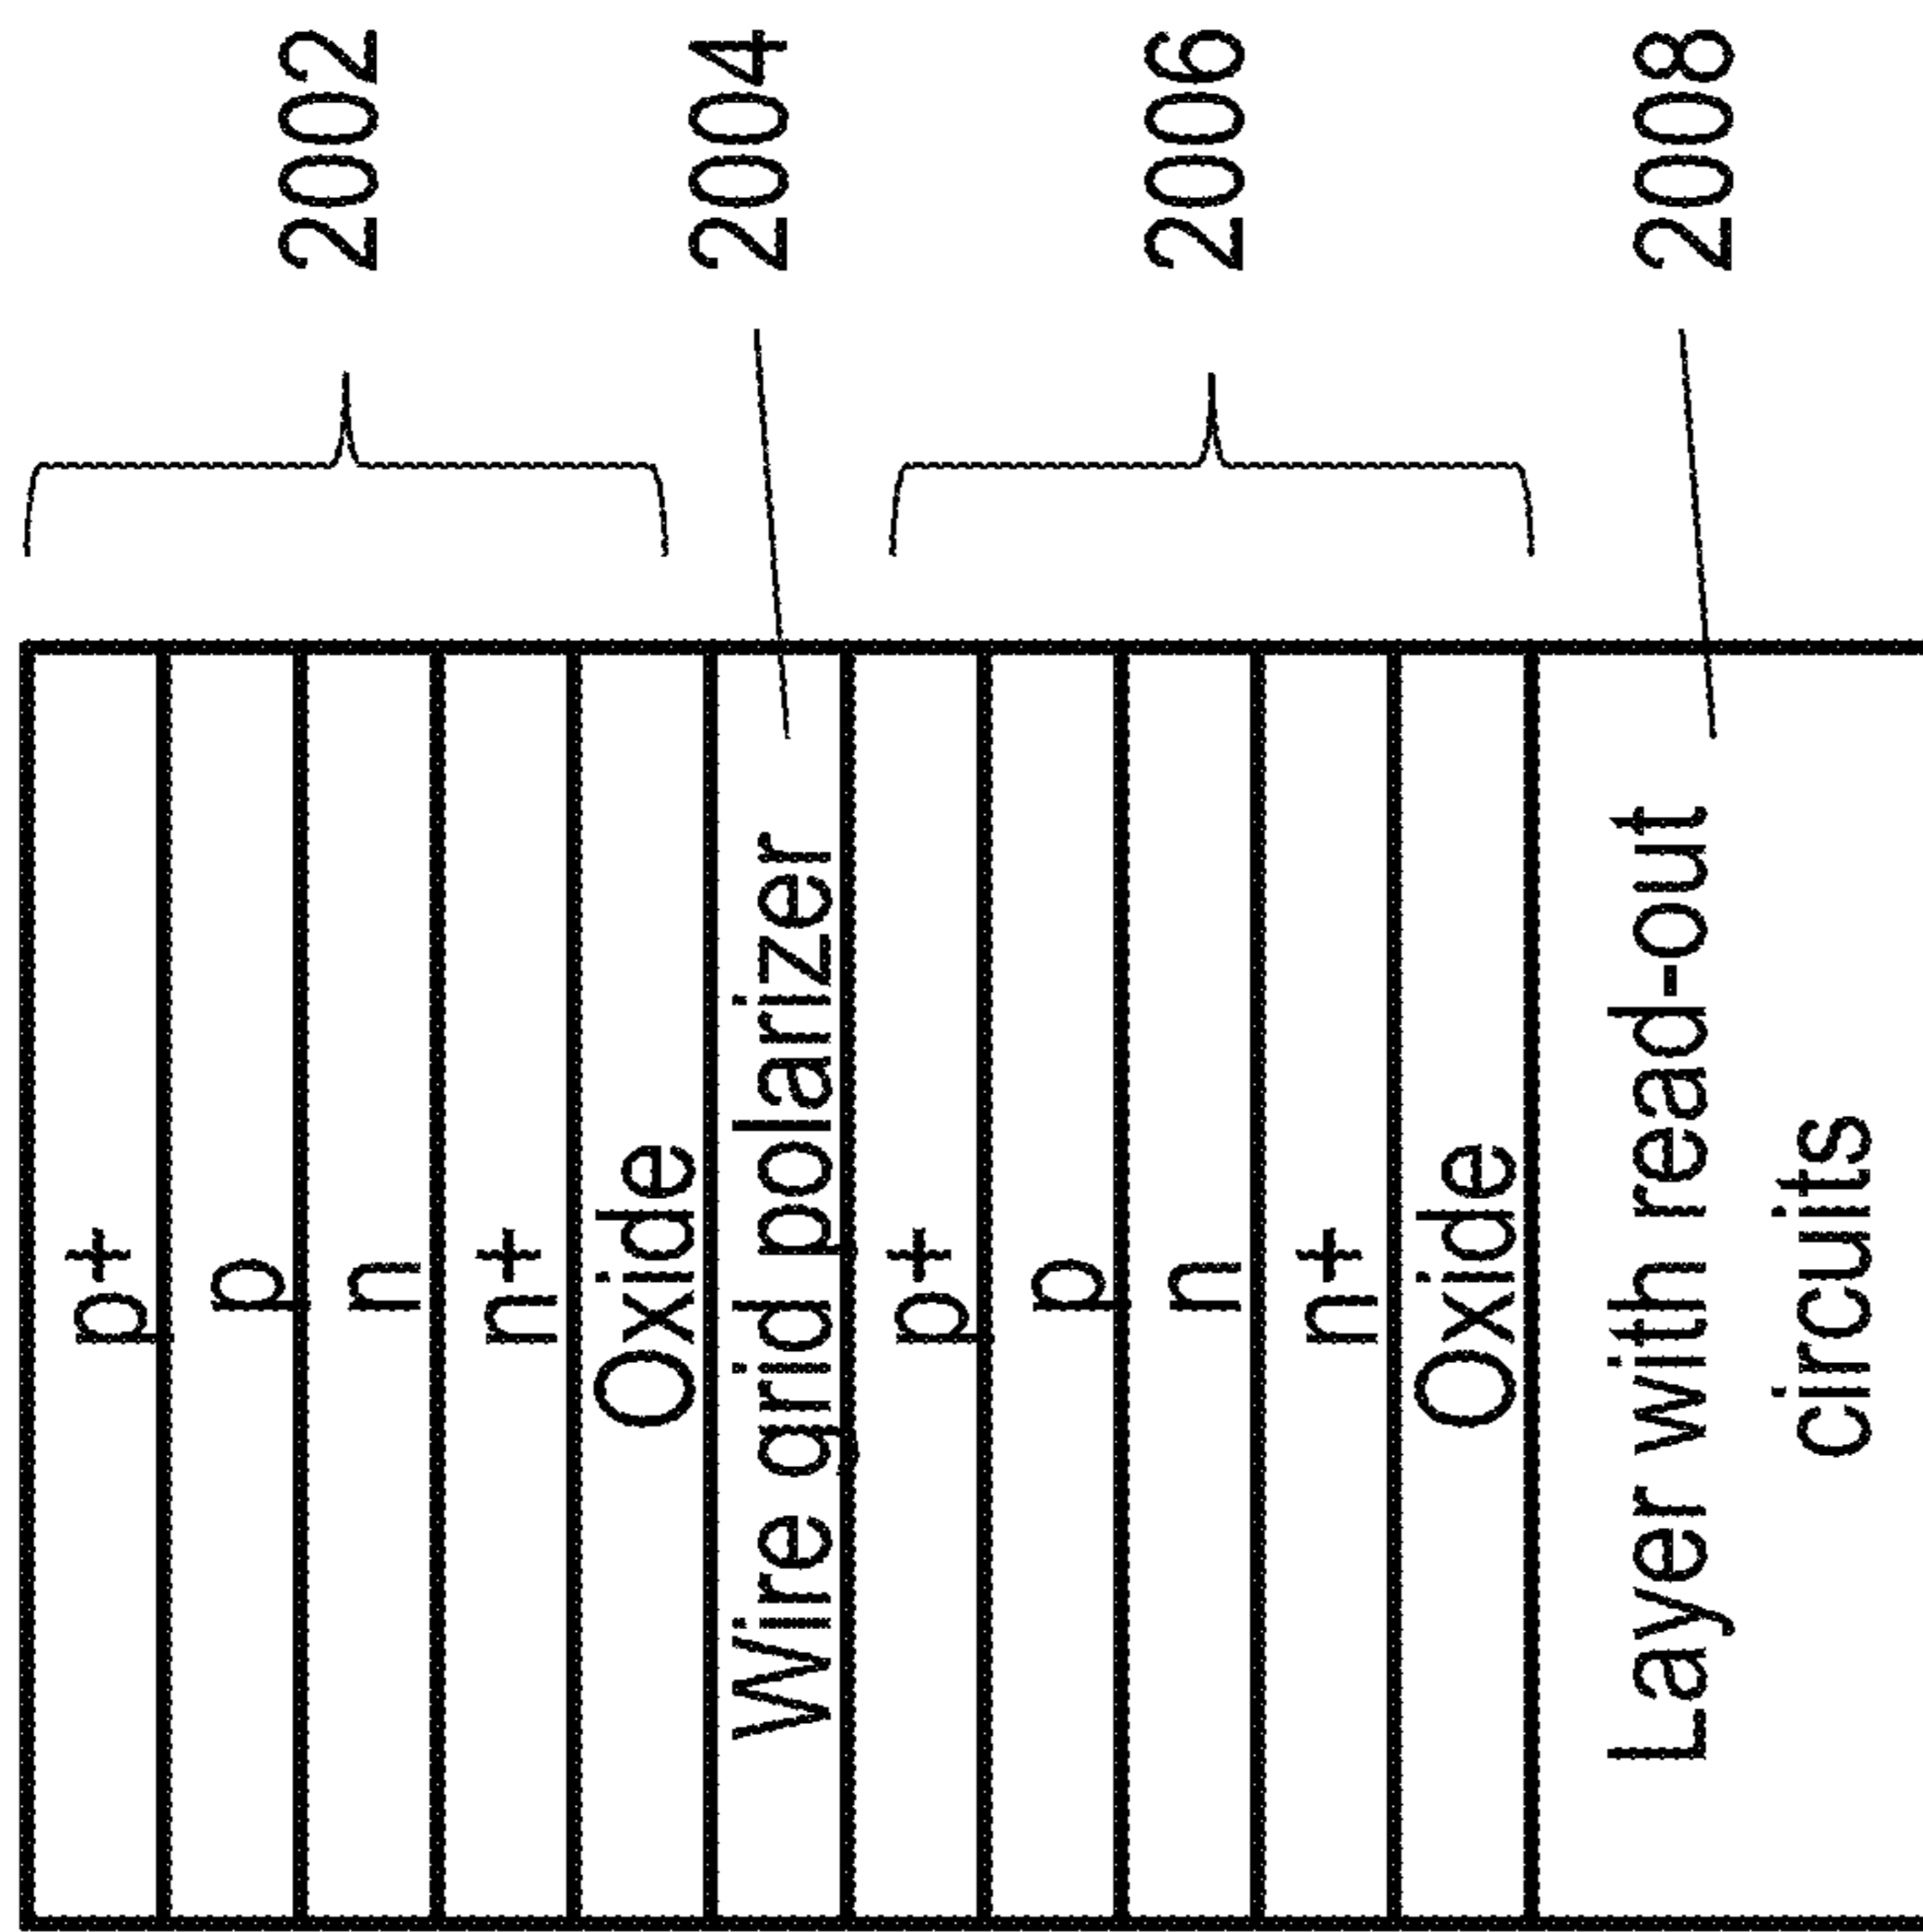 p+
p
n
n+
Oxide
2002
Wire grid polarizer
2004
p+
p
n
n+
Oxide
2006
Layer with read-out
circuits
2008